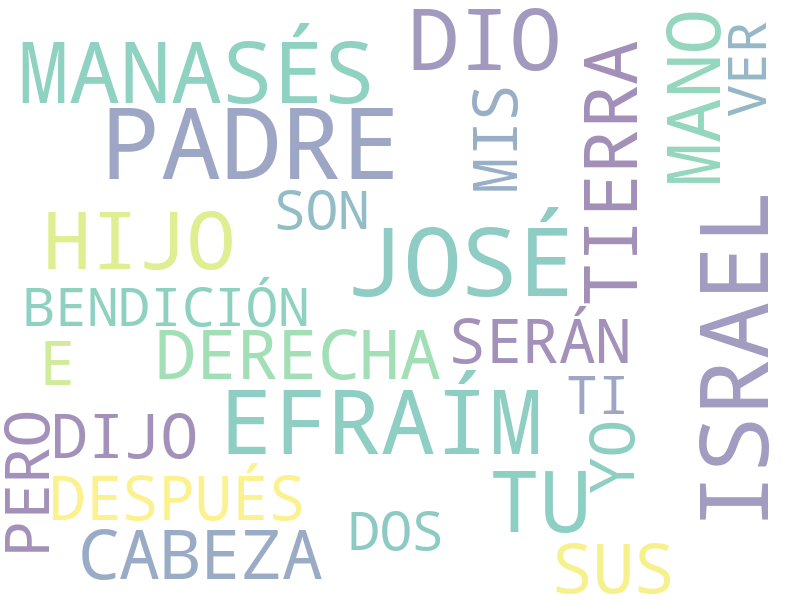 DIO
MANASÉS
MANO
VER
TIERRA
PADRE
MIS
SON
HIJO
JOSÉ
ISRAEL
BENDICIÓN
SERÁN
DERECHA
E
TI
EFRAÍM
DIJO
PERO
YO
TU
DESPUÉS
DOS
CABEZA
SUS